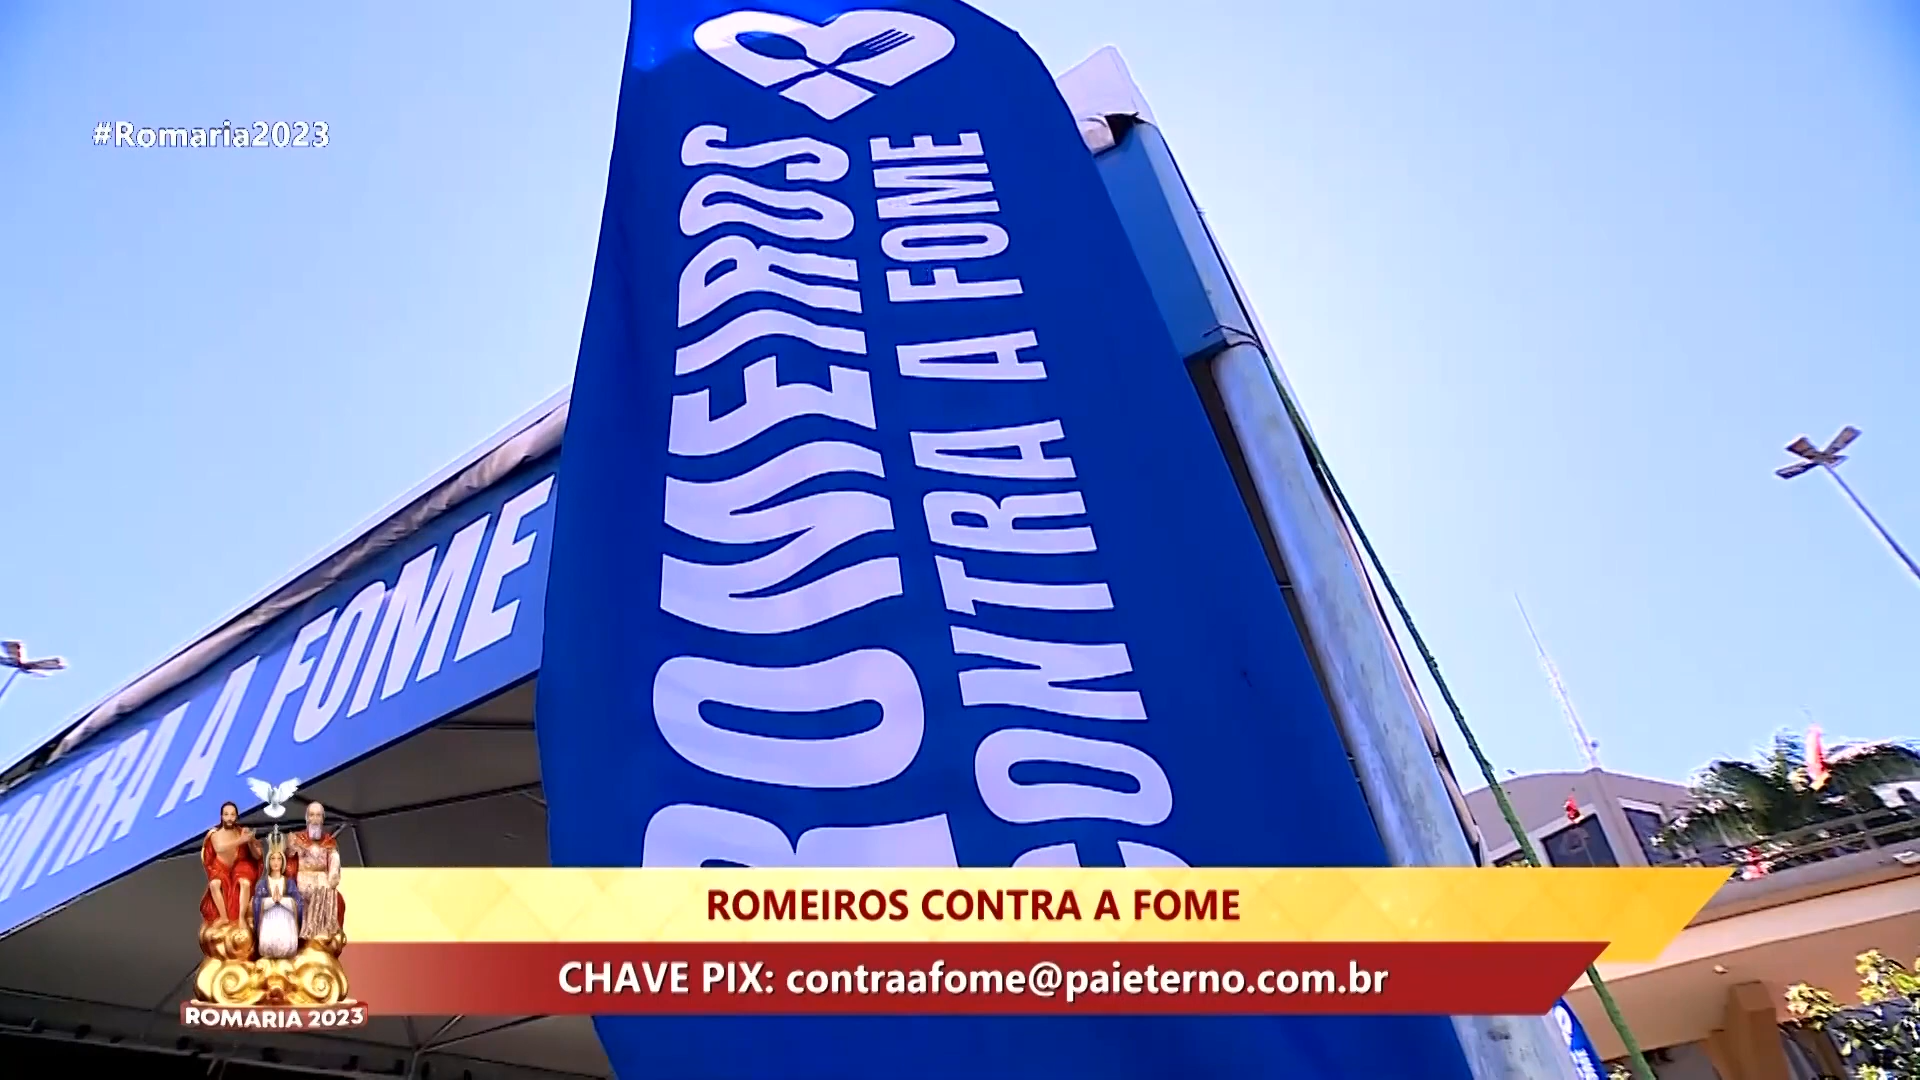 #Romaria2023
ROMEIROS
CONTRA A FOME
CONTRA A FOME
ROMEIROS CONTRA A FOME
CHAVE PIX: contraafome@paieterno.com.br
ROMARIA 2023